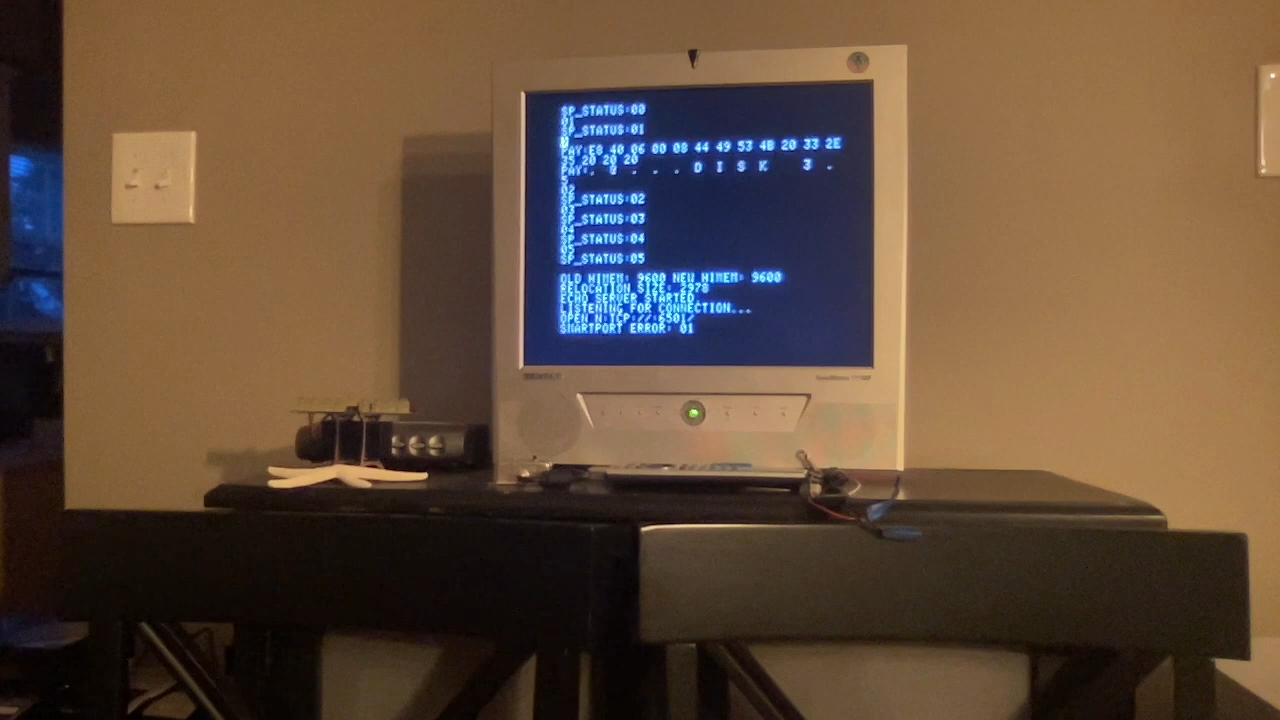 SP_STATUS:00
01
SP_STATUS:01
0
PAY:E8 40 06 00 08 44 49 53 4B 20 33 2E
35 20 20 20
PAY:. @ . . . D I S K   3 .
5
02
SP_STATUS:02
03
SP_STATUS:03
04
SP_STATUS:04
05
SP_STATUS:05
OLD HIMEM: 9600 NEW HIMEM: 9600
RELOCATION SIZE: 2978
ECHO SERVER STARTED
LISTENING FOR CONNECTION...
OPEN N:TCP://:6501/
SMARTPORT ERROR: 01